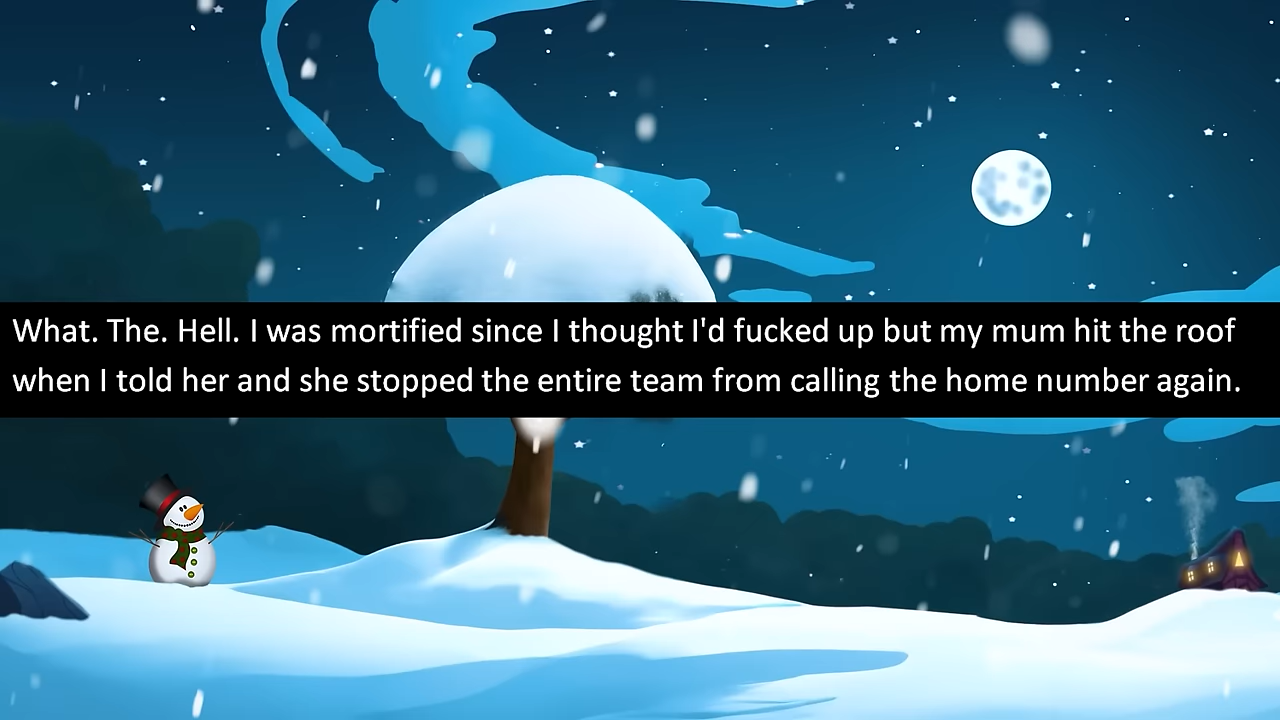 What. The. Hell. I was mortified since I thought I'd fucked up but my mum hit the roof
when I told her and she stopped the entire team from calling the home number again.